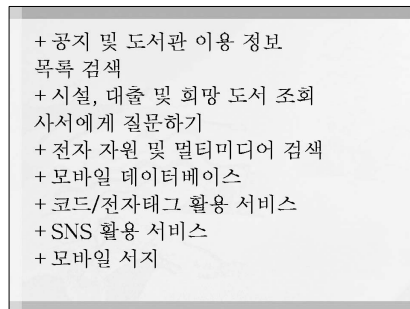 + 공지 및 도서관 이용 정보
목록 검색
+ 시설, 대출 및 희망 도서 조회
사서에게 질문하기
+ 전자 자원 및 멀티미디어 검색
+ 모바일 데이터베이스
+ 코드/전자태그 활용 서비스
+ SNS 활용 서비스
+ 모바일 서지